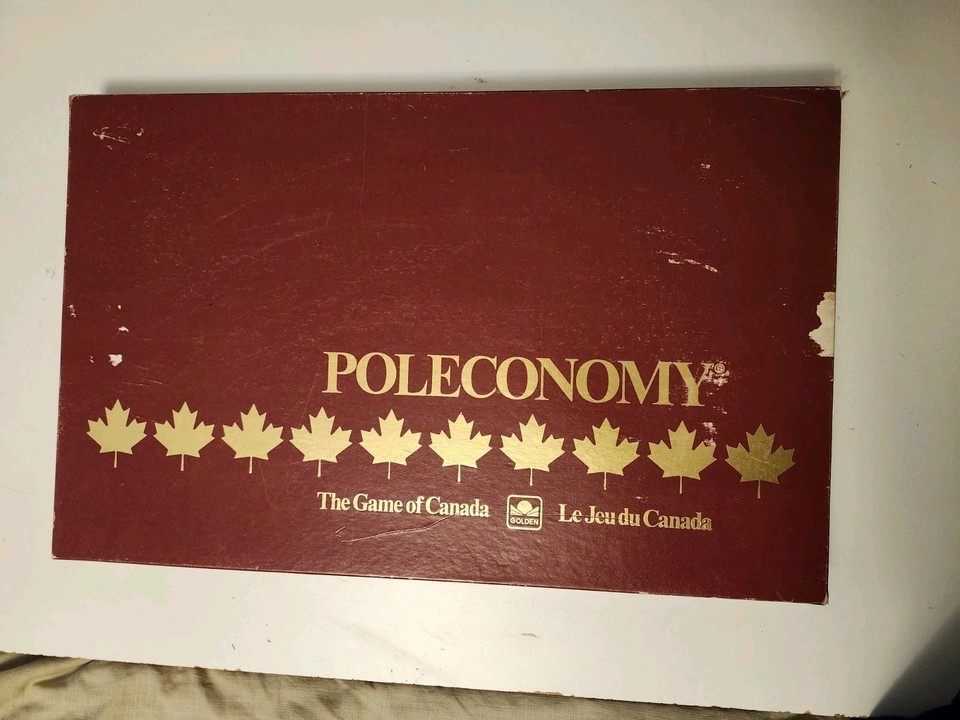 POLECONOMY®
The Game of Canada
GOLDEN
Le Jeu du Canada